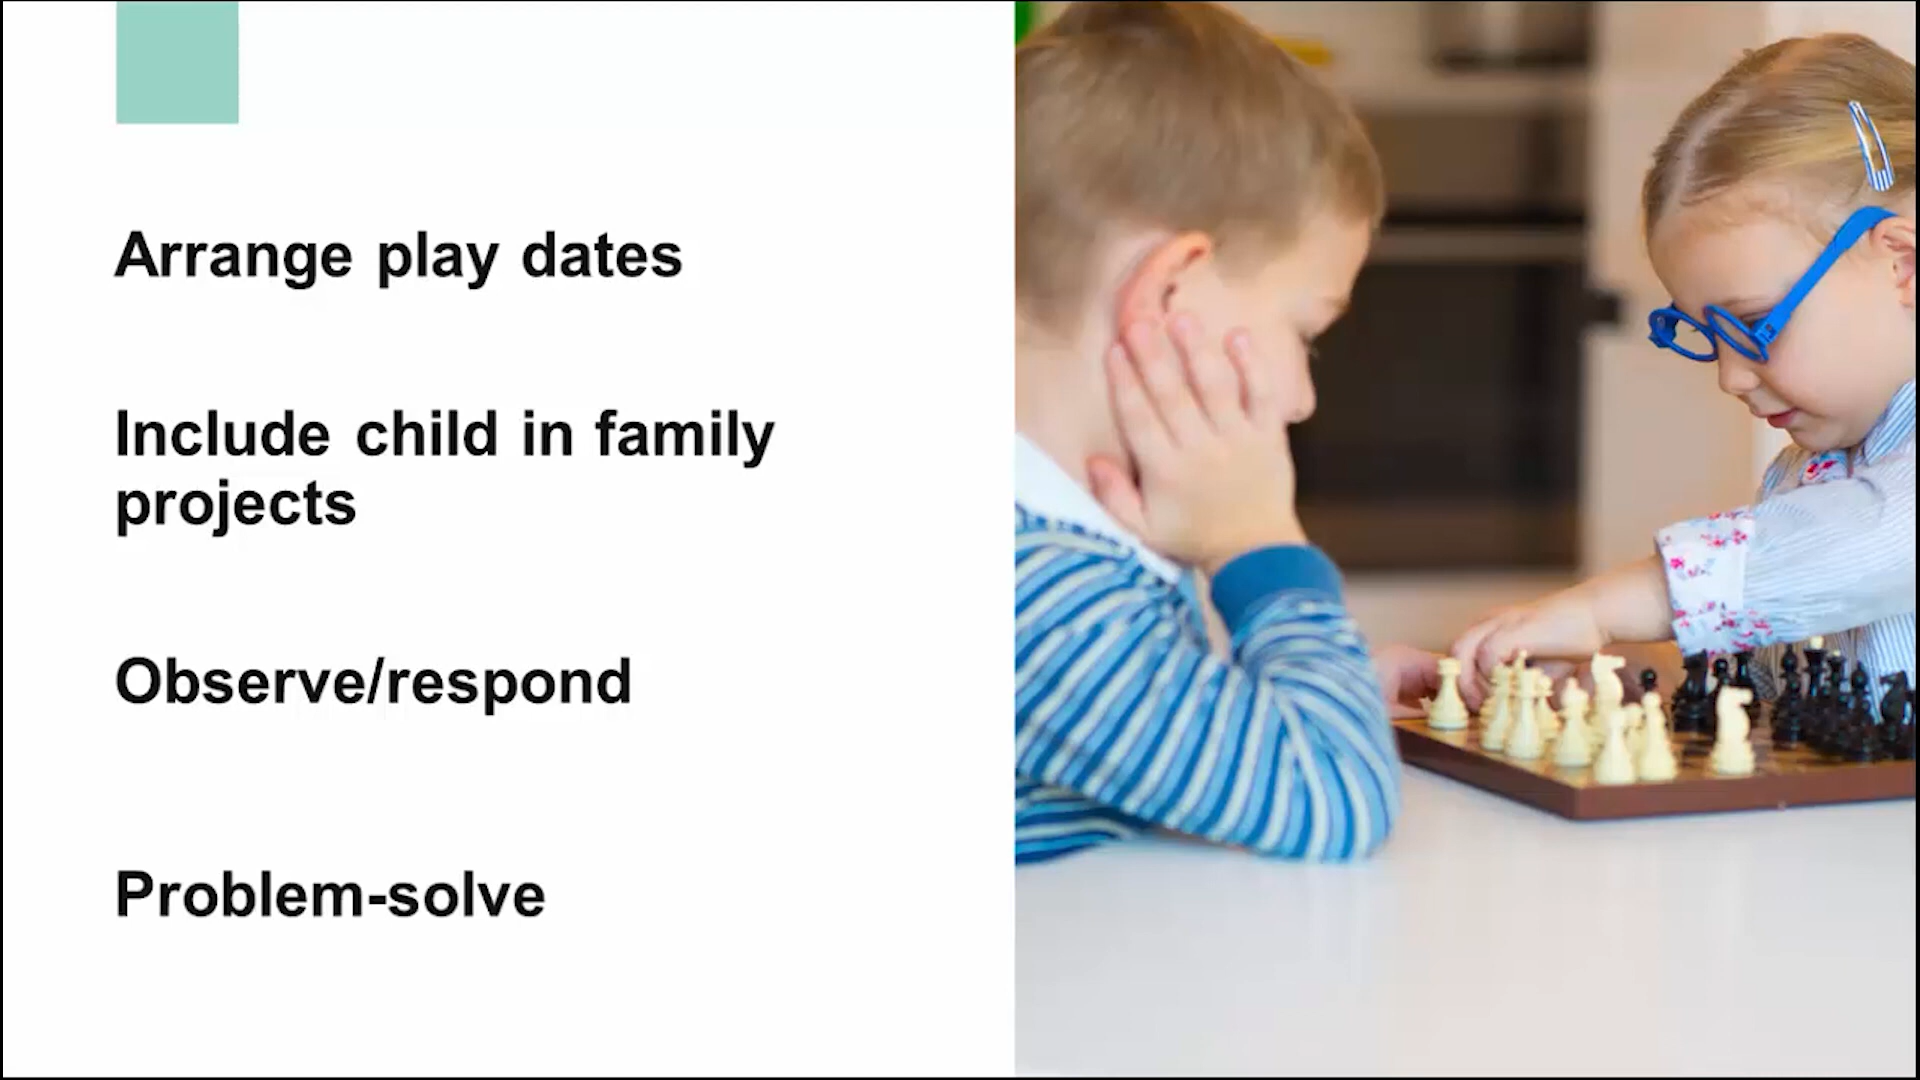 Arrange play dates
Include child in family
projects
Observe/respond
Problem-solve